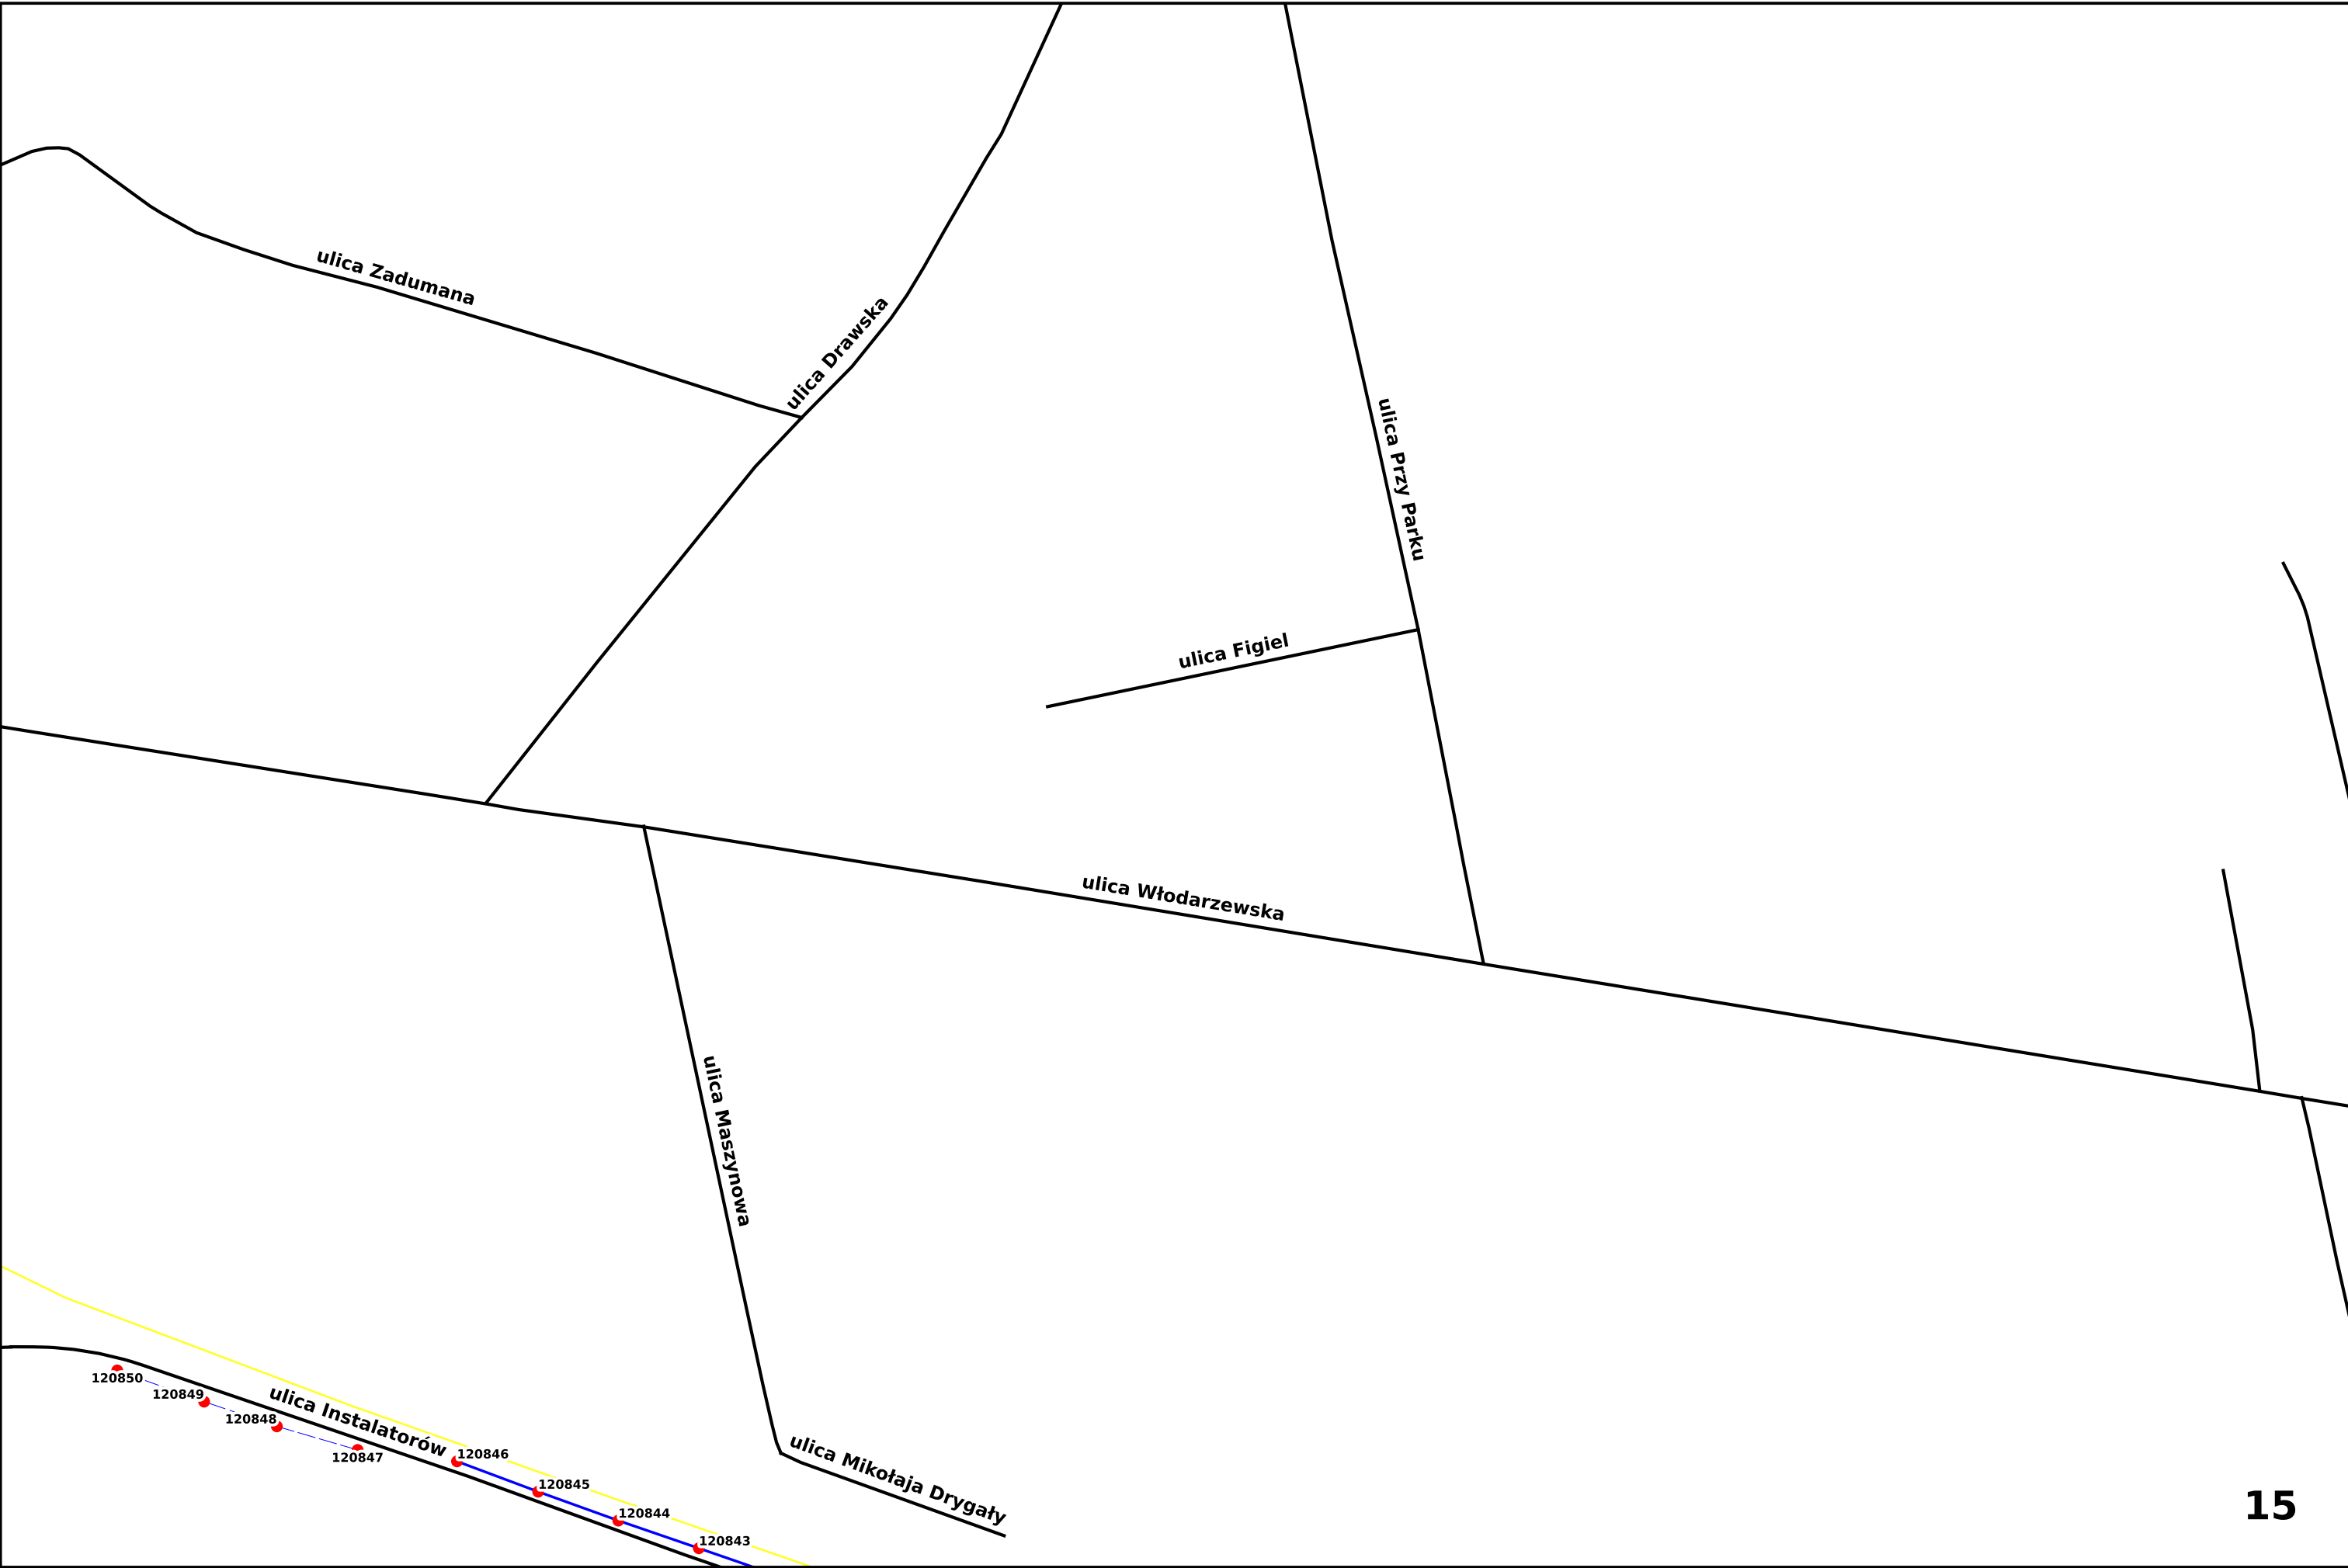 ulica Zadumana
ulica Drawska
ulica Przy Parku
ulica Figiel
ulica Włodarzewska
ulica Maszynowa
120850
120849
ulica Instalatorów
120848
120847
120846
ulica Mikołaja Drygały
120845
120844
120843
15